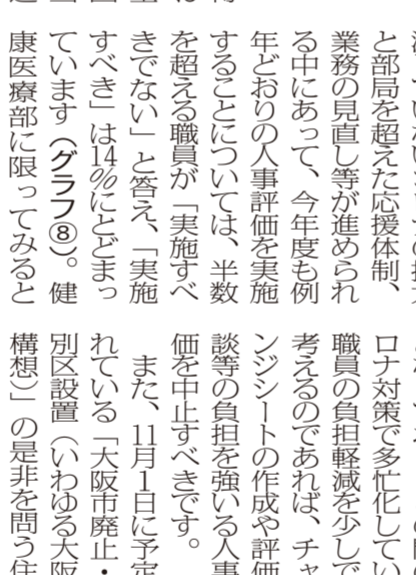 と部局を超えた応援体制、
業務の見直し等が進められ
る中にあって、今年度も例
年どおりの人事評価を実施
することについては、半数
を超える職員が「実施すべ
きでない」と答え、「実施
すべき」は14%にとどまっ
ています（グラフ⑧）。健
康医療部に限ってみると
ロナ対策で多忙化してい
職員の負担軽減を少しで
考えるのであれば、チャ
ンジシートの作成や評価
談等の負担を強いる人事
価を中止すべきです。
また、11月1日に予定
れている「大阪市廃止・
別区設置（いわゆる大阪
構想）」の是非を問う住